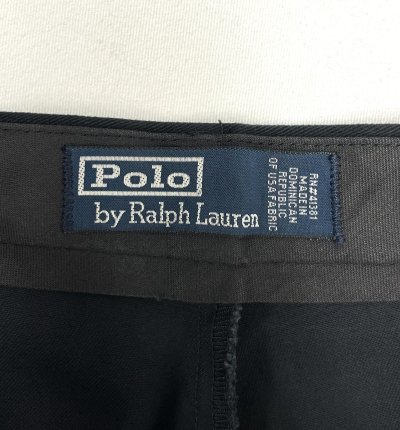 Polo
by Ralph Lauren
RN#41381
MADE IN
DOMINICAN
REPUBLIC
OF USA FABRIC